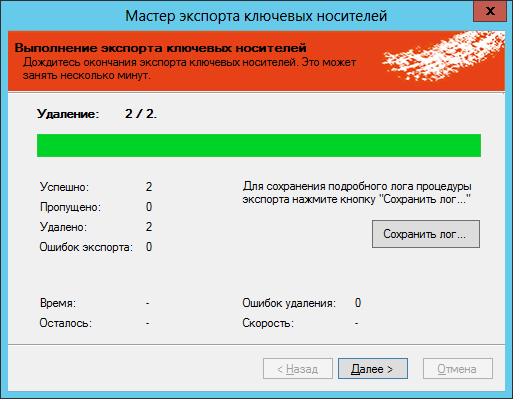 Мастер экспорта ключевых носителей
x
Выполнение экспорта ключевых носителей
Дождитесь окончания экспорта ключевых носителей. Это может
занять несколько минут.
Удаление: 2 / 2.
Успешно: 2
Пропущено: 0
Удалено: 2
Ошибок экспорта: 0
Для сохранения подробного лога процедуры
экспорта нажмите кнопку "Сохранить лог..."
Сохранить лог...
Время: -
Ошибок удаления: 0
Осталось: -
Скорость: -
< Назад
Далее >
Отмена